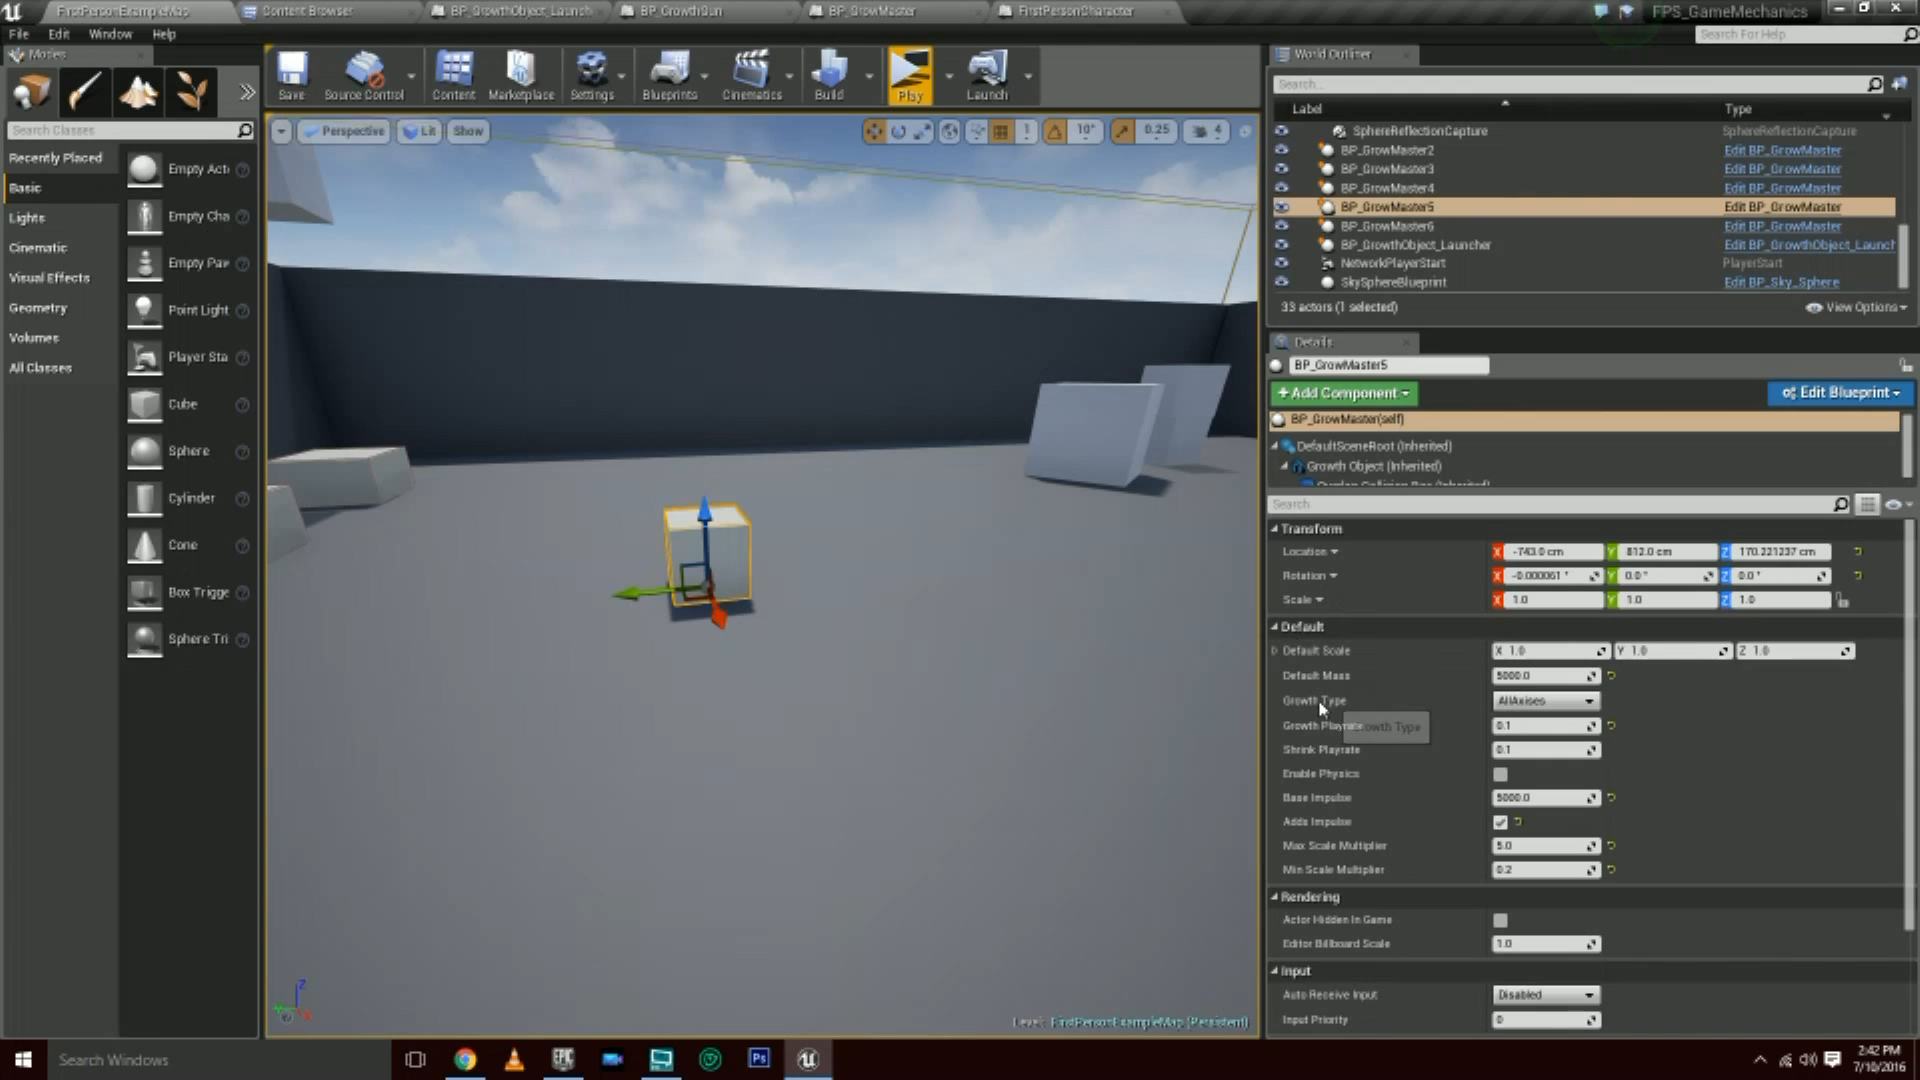 FirstPersonExampleMap
Content Browser
BP_GrowthObject_Launch
BP_GrowthGun
BP_GrowMaster
FirstPersonCharacter
FPS_GameMechanics
File Edit Window Help
Search For Help
Modes
Save
Source Control
Content
Marketplace
Settings
Blueprints
Cinematics
Build
Play
Launch
World Outliner
Search...
Label
Type
Search Classes
Perspective
Lit
Show
1
10°
0.25
4
Recently Placed
Basic
Lights
Cinematic
Visual Effects
Geometry
Volumes
All Classes
Empty Act
Empty Cha
Empty Paw
Point Light
Player Sta
Cube
Sphere
Cylinder
Cone
Box Trigge
Sphere Tri
SphereReflectionCapture SphereReflectionCapture
BP_GrowMaster2 Edit BP_GrowMaster
BP_GrowMaster3 Edit BP_GrowMaster
BP_GrowMaster4 Edit BP_GrowMaster
BP_GrowMaster5 Edit BP_GrowMaster
BP_GrowMaster6 Edit BP_GrowMaster
BP_GrowthObject_Launcher Edit BP_GrowthObject_Launch
NetworkPlayerStart PlayerStart
SkySphereBlueprint Edit BP_Sky_Sphere
33 actors (1 selected)
View Options
Details
BP_GrowMaster5
+Add Component
Edit Blueprint
BP_GrowMaster(self)
DefaultSceneRoot (Inherited)
Growth Object (Inherited)
Overlap Collision Box (Inherited)
Search
Transform
Location X -743.0 cm Y 812.0 cm Z 170.221237 cm
Rotation X -0.000061 ° Y 0.0 ° Z 0.0 °
Scale X 1.0 Y 1.0 Z 1.0
Default
Default Scale X 1.0 Y 1.0 Z 1.0
Default Mass 5000.0
Growth Type AllAxises
Growth Playrate 0.1
Growth Type
Shrink Playrate 0.1
Enable Physics
Base Impulse 5000.0
Adds Impulse
Max Scale Multiplier 5.0
Min Scale Multiplier 0.2
Rendering
Actor Hidden In Game
Editor Billboard Scale 1.0
Input
Auto Receive Input Disabled
Input Priority 0
Z
Level: FirstPersonExampleMap (Persistent)
Search Windows
EPIC
Ps
2:42 PM
7/10/2016